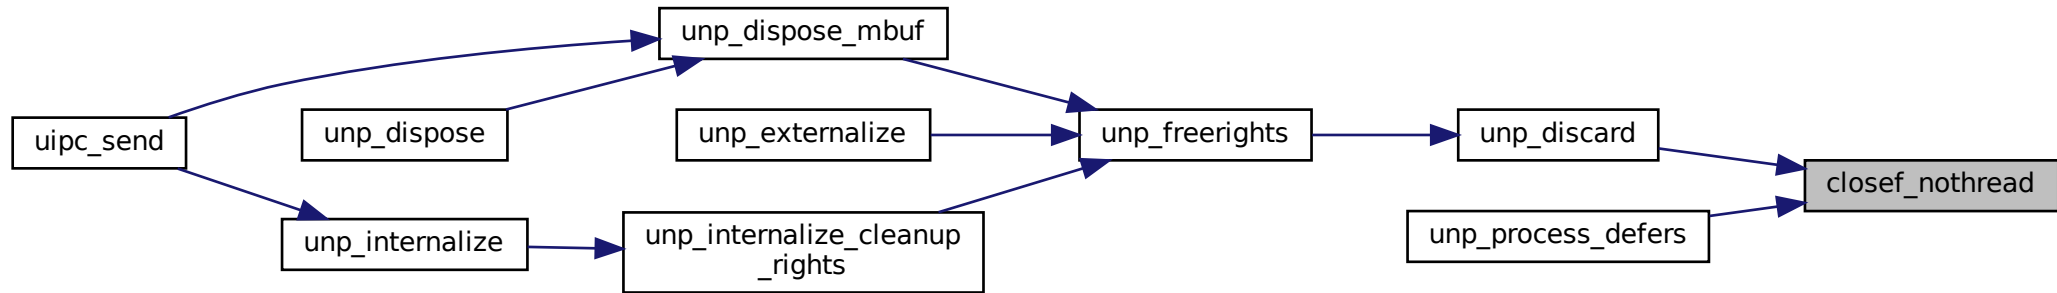 unp_dispose_mbuf
uipc_send
unp_dispose
unp_externalize
unp_freerights
unp_discard
closef_nothread
unp_internalize
unp_internalize_cleanup
_rights
unp_process_defers